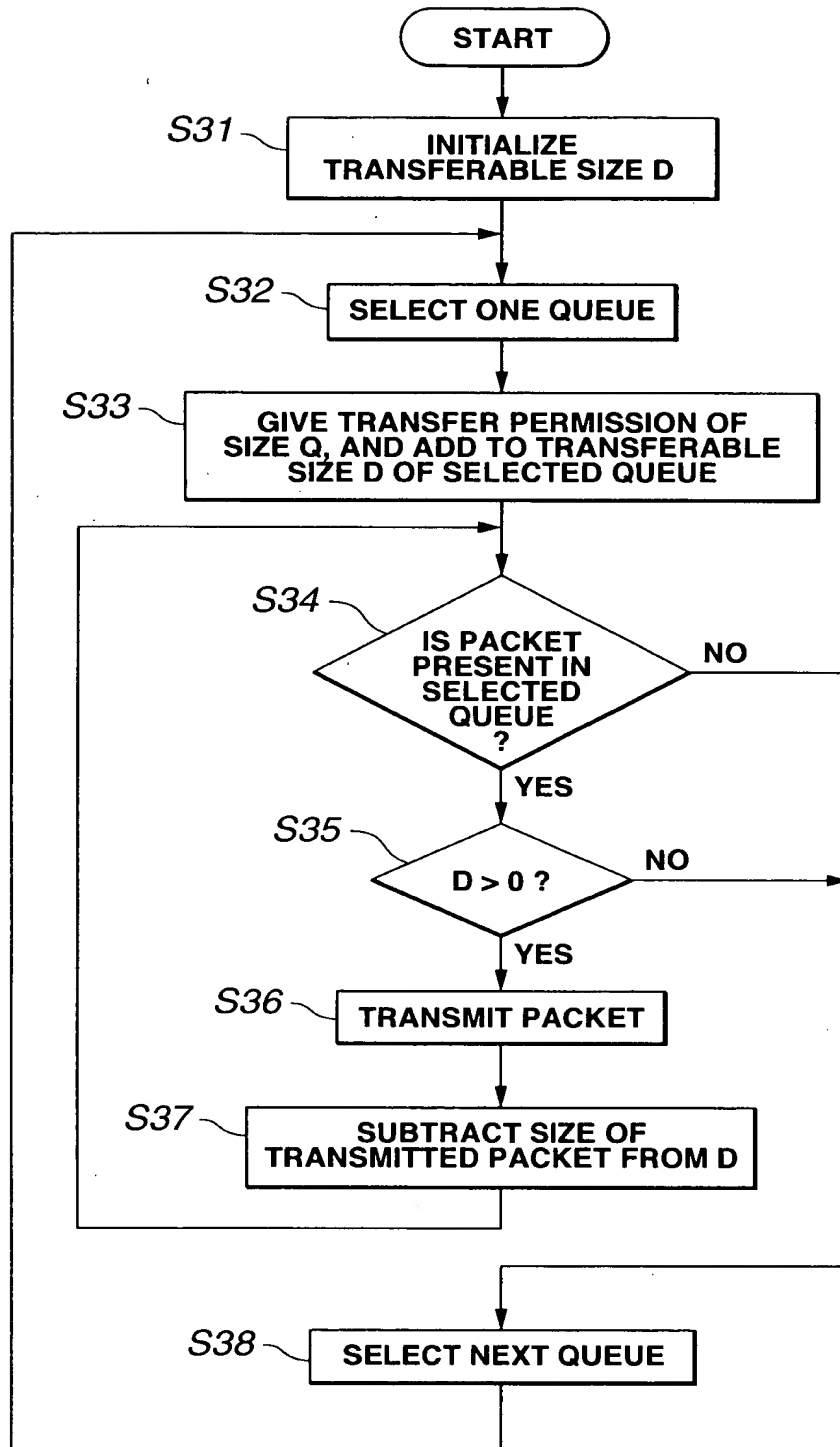 START
S31
INITIALIZE
TRANSFERABLE SIZE D
S32
SELECT ONE QUEUE
S33
GIVE TRANSFER PERMISSION OF
SIZE Q, AND ADD TO TRANSFERABLE
SIZE D OF SELECTED QUEUE
S34
IS PACKET
PRESENT IN
SELECTED
QUEUE
?
NO
YES
S35
D > 0 ?
NO
YES
S36
TRANSMIT PACKET
S37
SUBTRACT SIZE OF
TRANSMITTED PACKET FROM D
S38
SELECT NEXT QUEUE